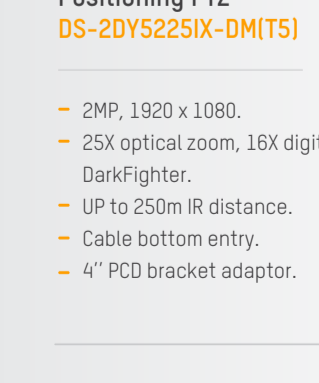 Positioning PTZ
DS-2DY5225IX-DM(T5)
– 2MP, 1920 x 1080.
– 25X optical zoom, 16X digit
DarkFighter.
– UP to 250m IR distance.
– Cable bottom entry.
– 4'' PCD bracket adaptor.